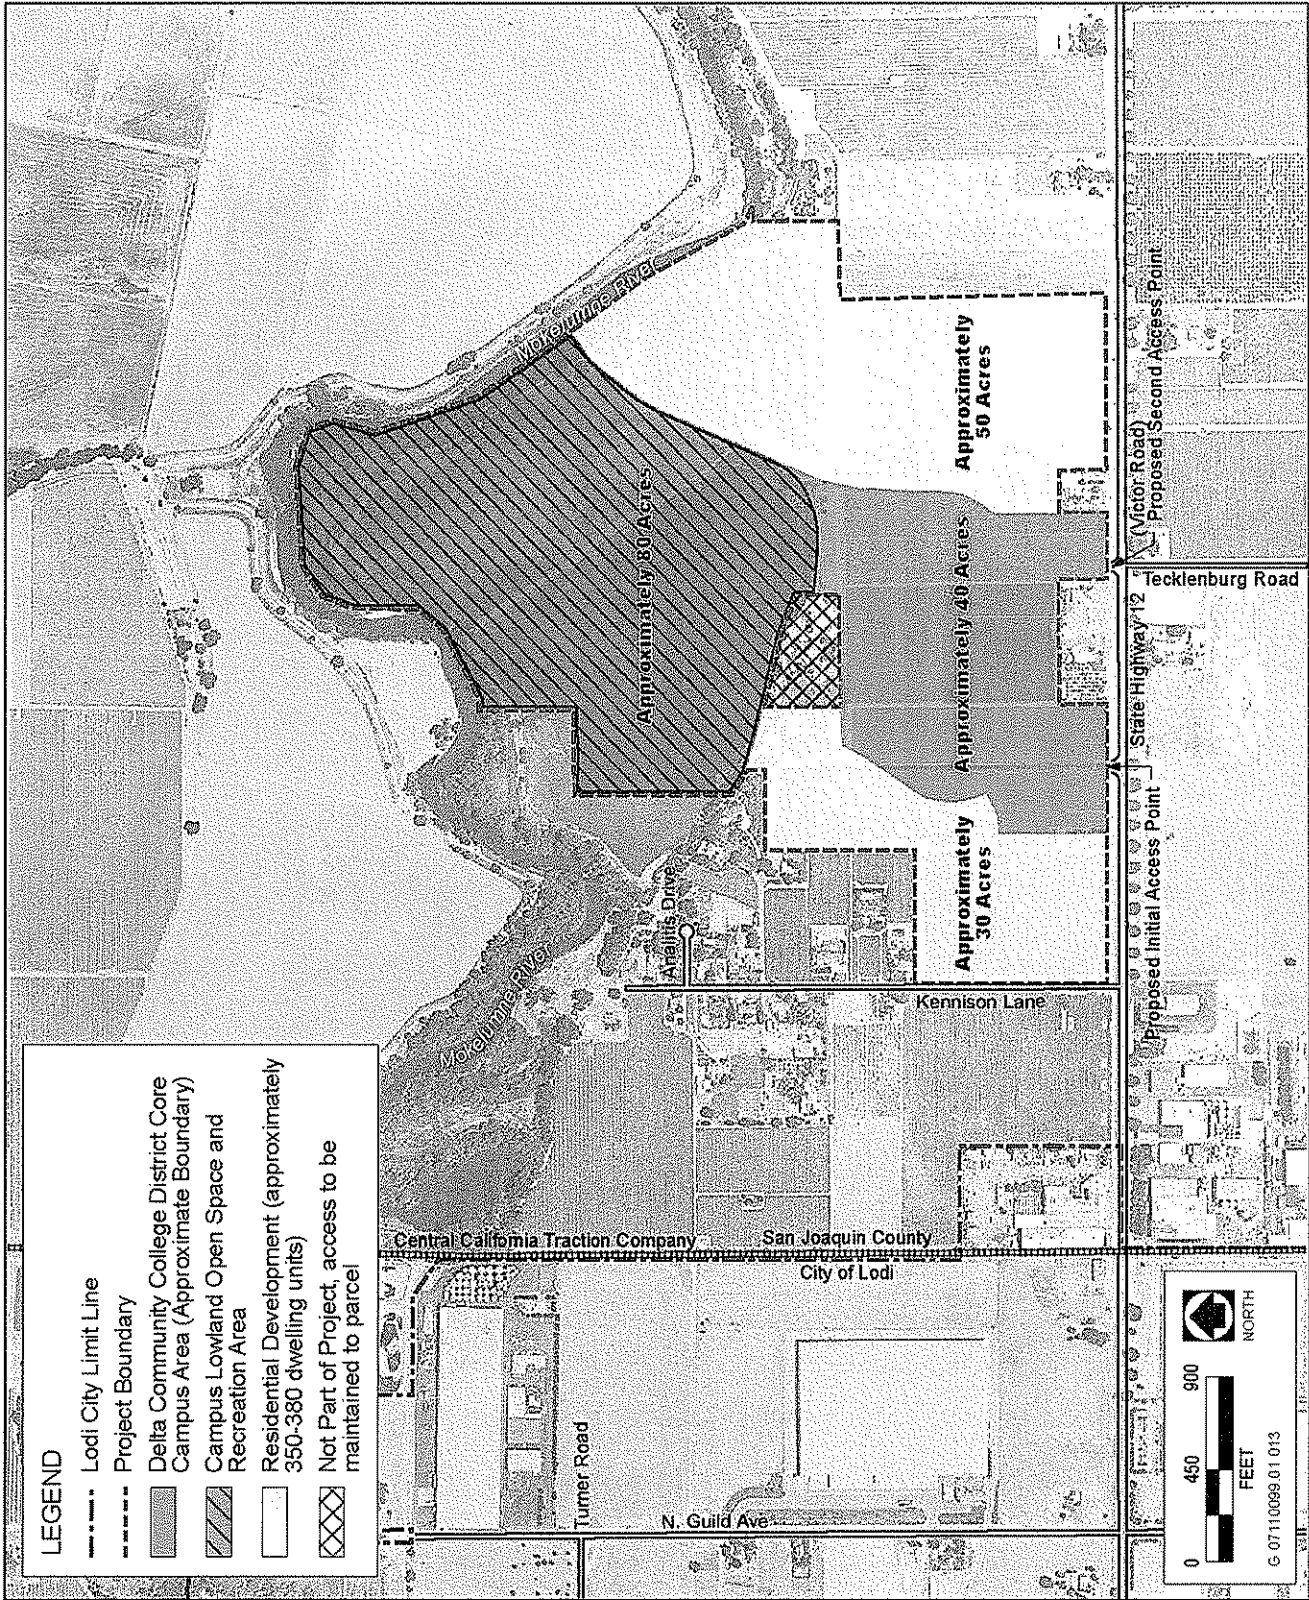 LEGEND
Lodi City Limit Line
Project Boundary
Delta Community College District Core
Campus Area (Approximate Boundary)
Campus Lowland Open Space and
Recreation Area
Residential Development (approximately
350-380 dwelling units)
Not Part of Project, access to be
maintained to parcel
Mokelumne River
Mokelumne River
Approximately 80 Acres
Approximately
50 Acres
Approximately 40 Acres
Approximately
30 Acres
Analitis Drive
Kennison Lane
(Victor Road)
Proposed Second Access Point
Tecklenburg Road
State Highway 12
Proposed Initial Access Point
Central California Traction Company
San Joaquin County
City of Lodi
Turner Road
N. Guild Ave
0
450
900
FEET
NORTH
G 07110099.01 013